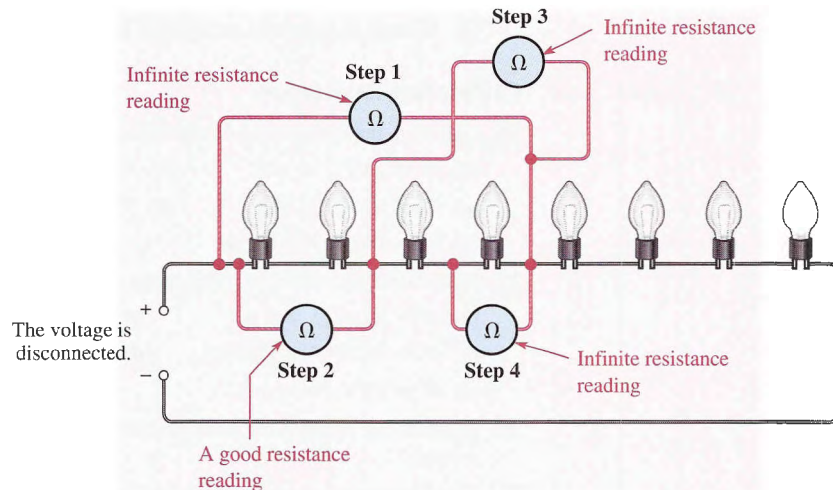 Step 3
Infinite resistance
reading
Ω
Step 1
Infinite resistance
reading
Ω
+
The voltage is
disconnected.
–
Ω
Step 2
Ω
Step 4
Infinite resistance
reading
A good resistance
reading